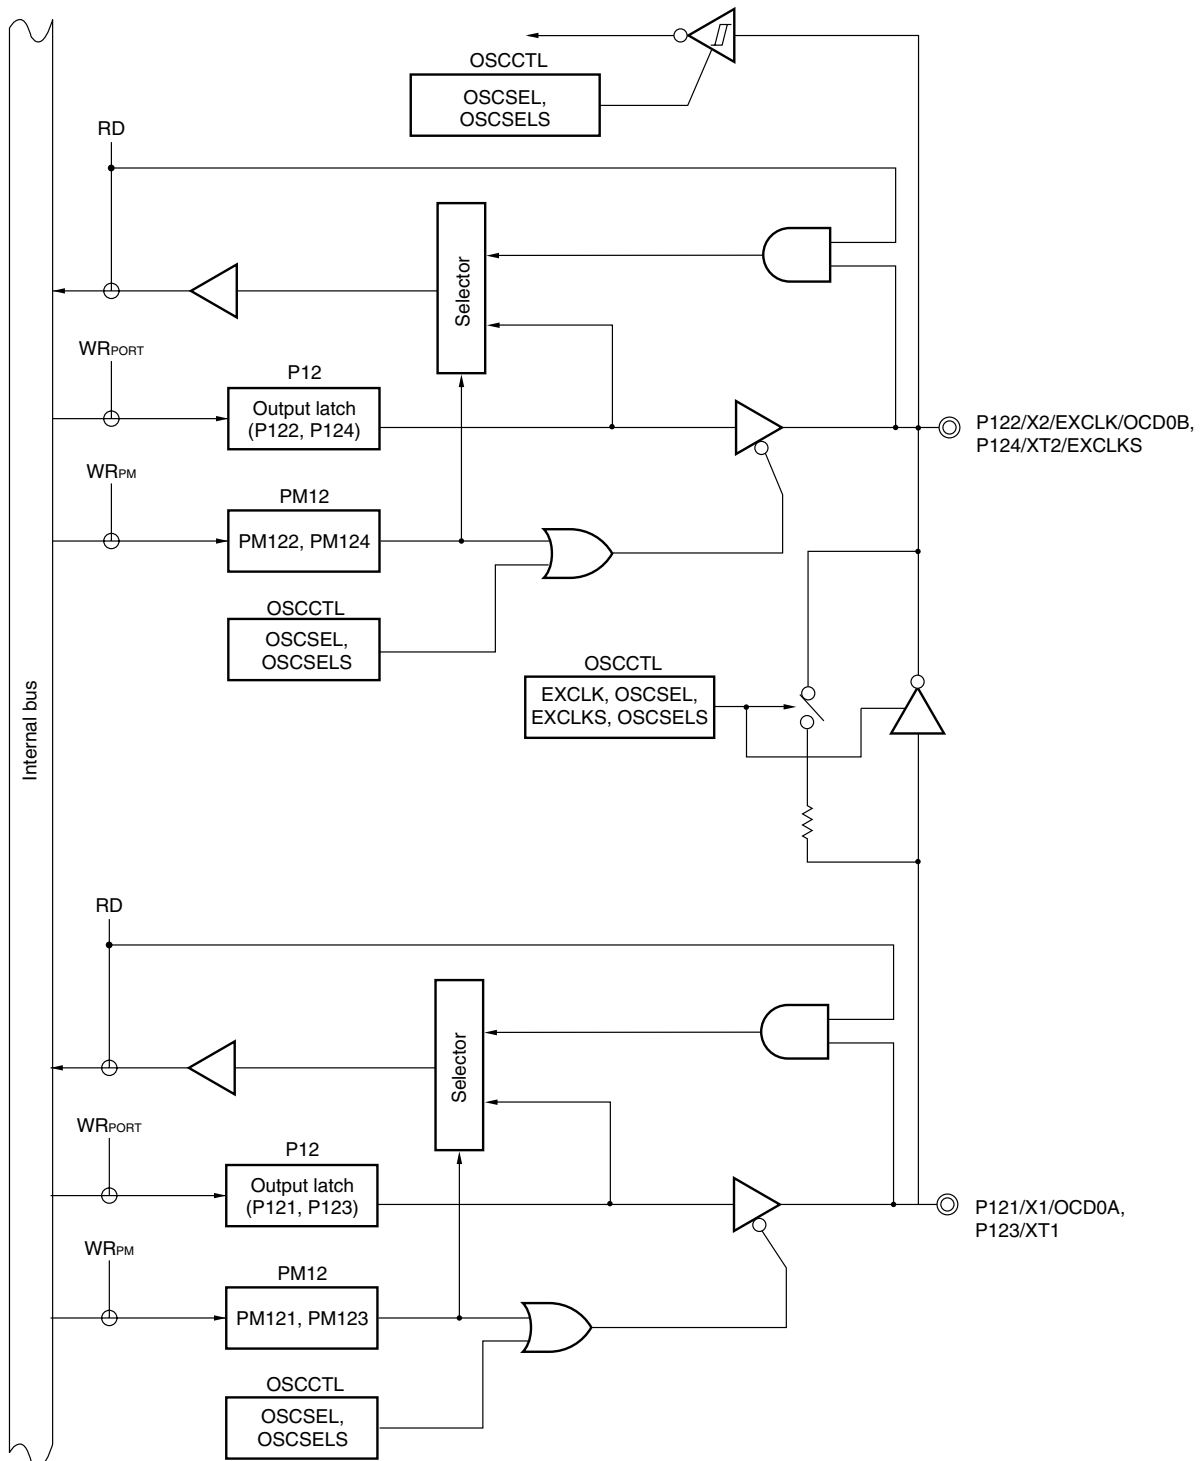 OSCCTL
OSCSEL,
OSCSELS
RD
Selector
WRPORT
P12
Output latch
(P122, P124)
P122/X2/EXCLK/OCD0B,
P124/XT2/EXCLKS
WRPM
PM12
PM122, PM124
OSCCTL
OSCSEL,
OSCSELS
OSCCTL
EXCLK, OSCSEL,
EXCLKS, OSCSELS
Internal bus
RD
Selector
WRPORT
P12
Output latch
(P121, P123)
P121/X1/OCD0A,
P123/XT1
WRPM
PM12
PM121, PM123
OSCCTL
OSCSEL,
OSCSELS